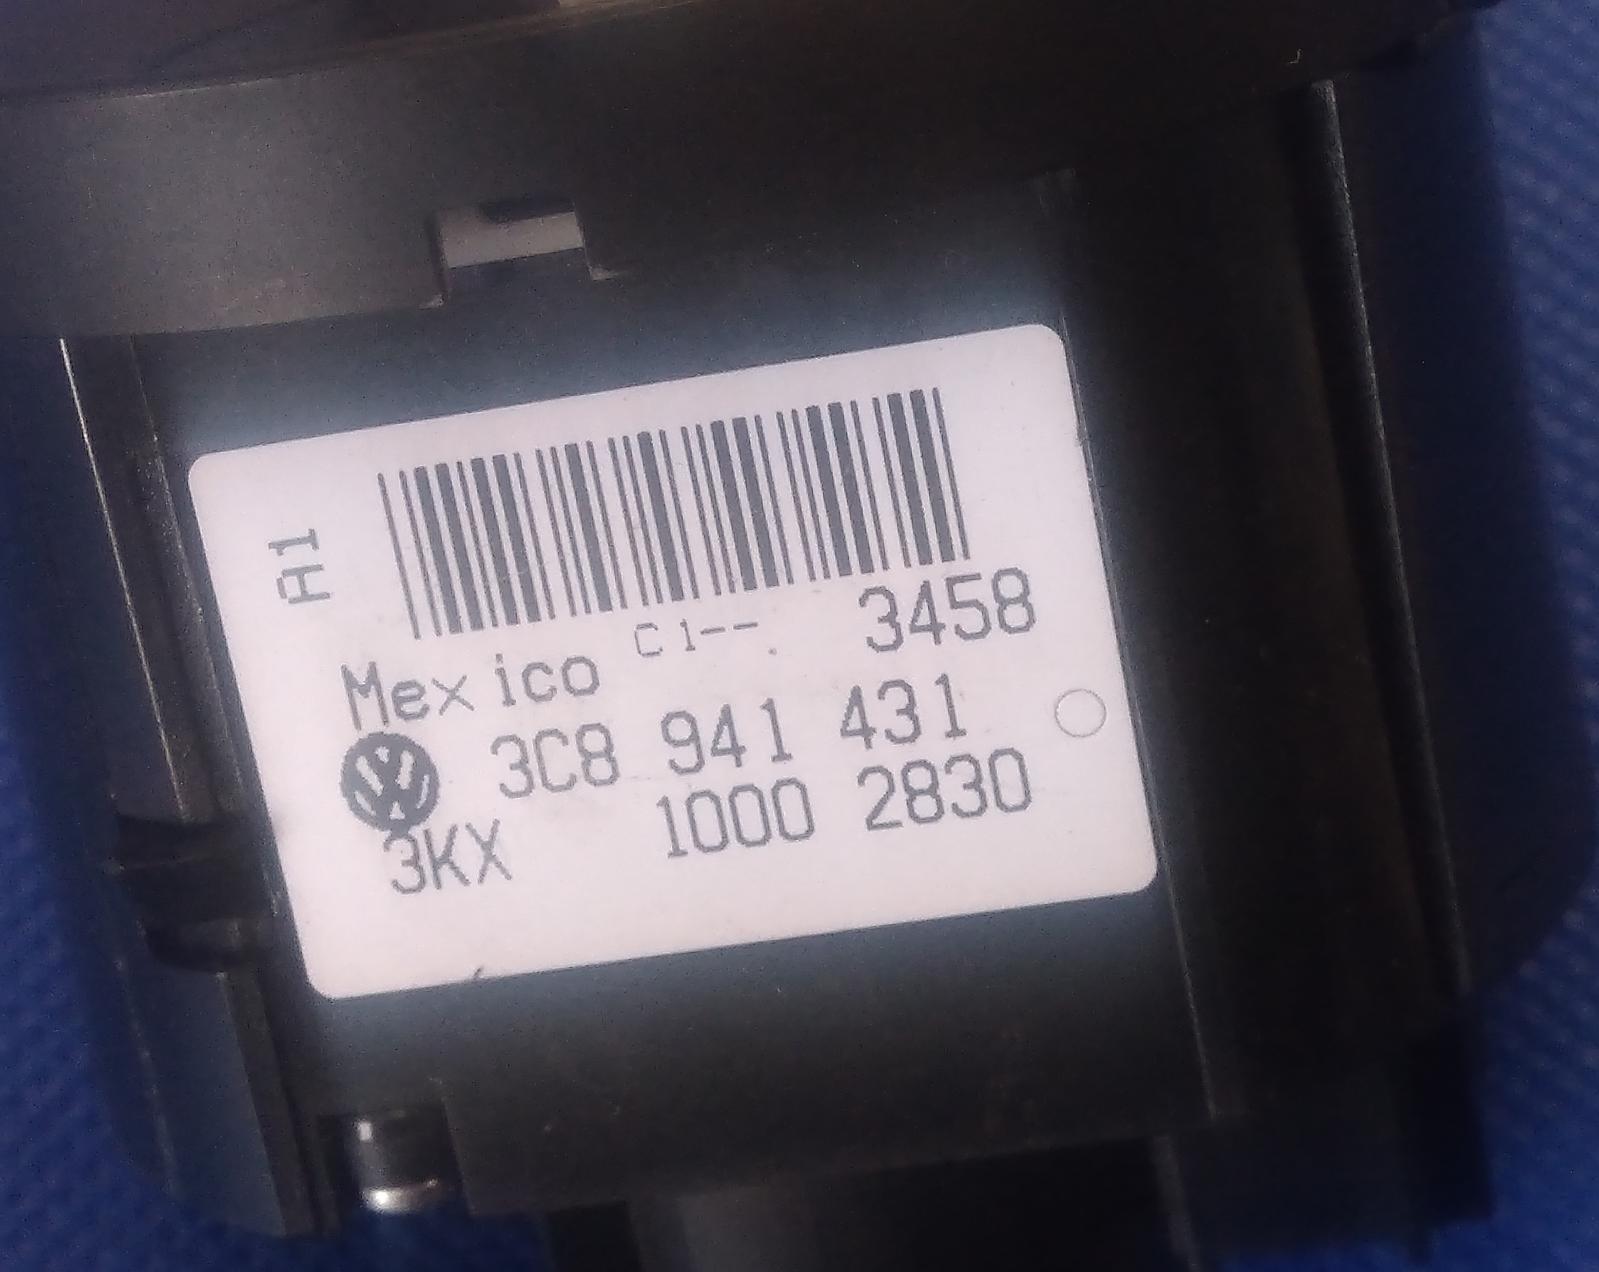 A1
C1--.
3458
Mexico
3C8 941 431
3KX 1000 2830